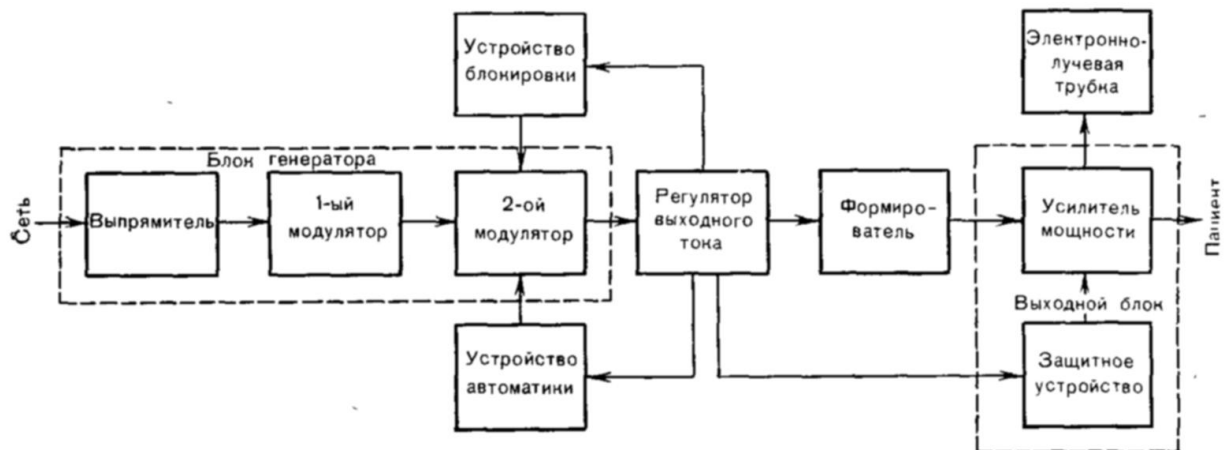 Устройство
блокировки
Электронно-
лучевая
трубка
Блок генератора
Сеть
Выпрямитель
1-ый
модулятор
2-ой
модулятор
Регулятор
выходного
тока
Формиро-
ватель
Усилитель
мощности
Пациент
Выходной блок
Устройство
автоматики
Защитное
устройство